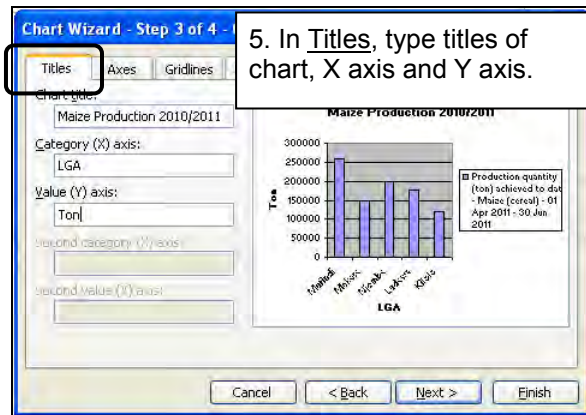 Chart Wizard - Step 3 of 4 -
5. In Titles, type titles of
chart, X axis and Y axis.
Titles
Axes
Gridlines
Chart title:
Maize Production 2010/2011
Category (X) axis:
LGA
Value (Y) axis:
Ton
Second category (X) axis:
Second value (Y) axis:
Maize Production 2010/2011
300000
250000
200000
150000
100000
50000
0
Ton
LGA
Production quantity
(ton) achieved to dat
- Maize (cereal) - 01
Apr 2011 - 30 Jun
2011
Cancel
< Back
Next >
Finish